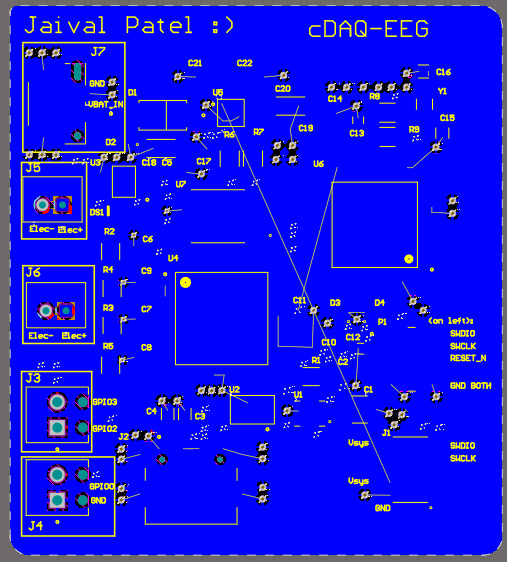 Jaival Patel :)
cDAQ-EEG
J7
C21
C22
C16
GND
+VBAT_IN
D1
U5
C20
C14
R8
Y1
C13
C15
R9
D2
R6
R7
C19
U3
C18 C5
C17
U6
J5
U7
DS1
Elec-
Elec+
R2
C6
U4
J6
R4
C9
R3
C7
C11
D3
D4
P1
(on left):
SWDIO
C12
SWCLK
C10
Elec-
Elec+
R5
C8
R1
C2
RESET_N
J3
GPIO3
GPIO2
U2
U1
C1
GND BOTH
C4
C3
J2
J1
Vsys
SWDIO
SWCLK
GPIO0
GND
Vsys
J4
GND